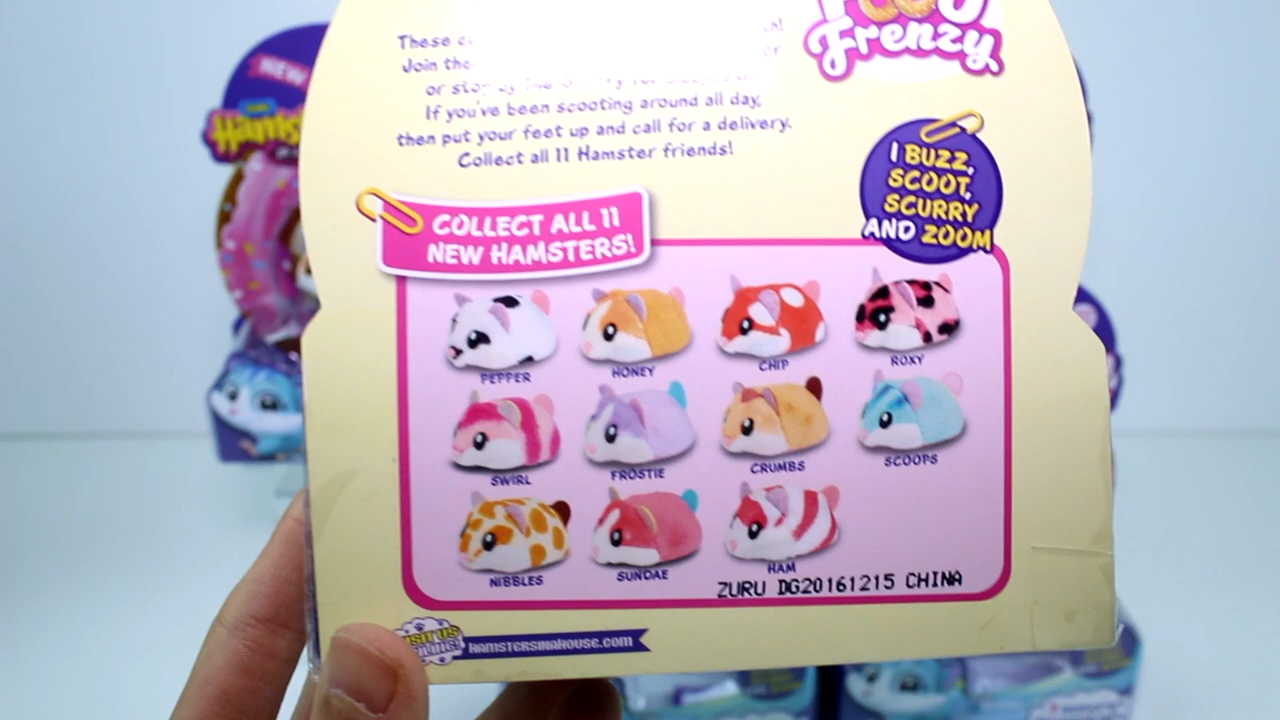 Frenzy
These
Join the
or
If you've been scooting around all day,
then put your feet up and call for a delivery.
Collect all 11 Hamster friends!
I BUZZ,
SCOOT,
SCURRY
AND ZOOM
COLLECT ALL 11
NEW HAMSTERS!
PEPPER HONEY CHIP ROXY
SWIRL FROSTIE CRUMBS SCOOPS
NIBBLES SUNDAE HAM
ZURU DG20161215 CHINA
HAMSTERSINAHOUSE.com
NEW